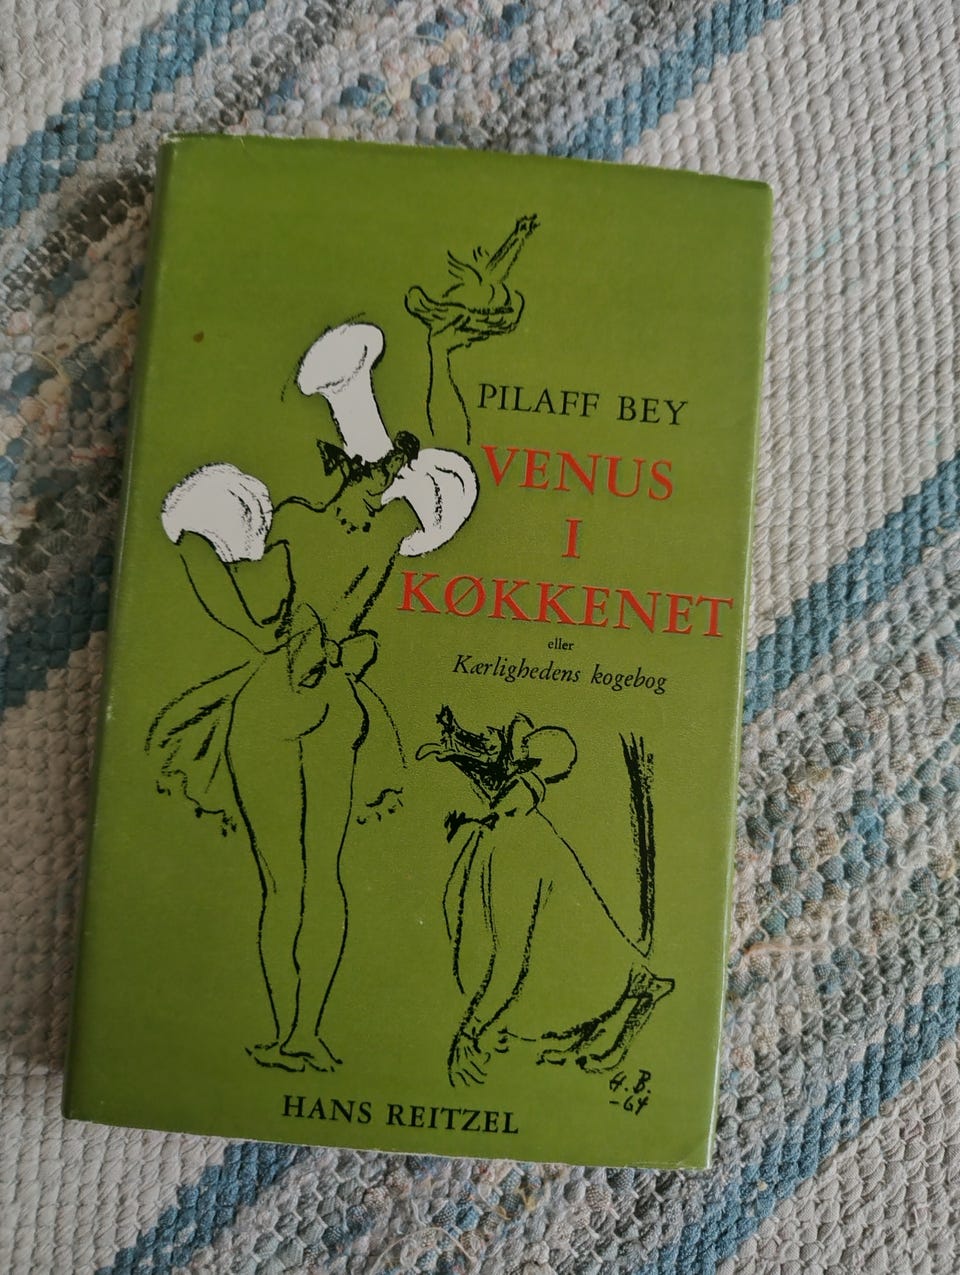 PILAFF BEY
VENUS
I
KØKKENET
eller
Kærlighedens kogebog
H.B.
-64
HANS REITZEL